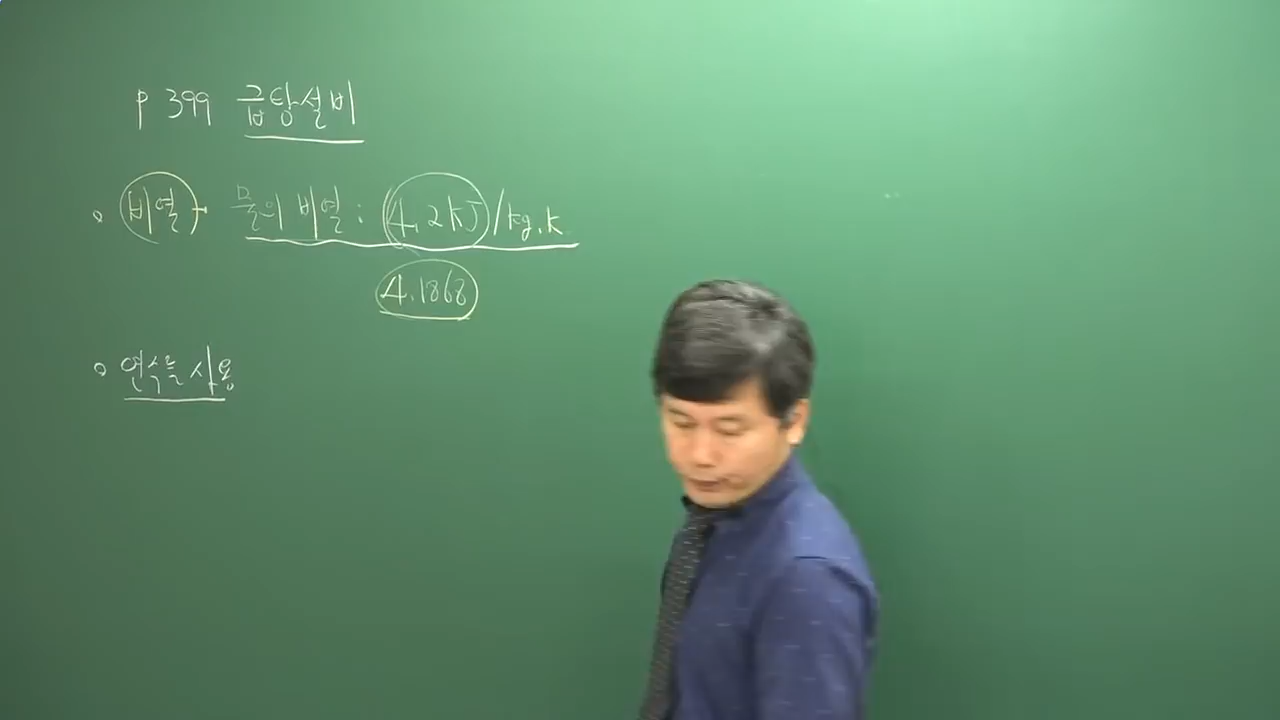 p 399 급탕설비
◦ 비열 - 물의 비열 : 4.2kJ/kg.k
4.1868
◦ 연수를 사용